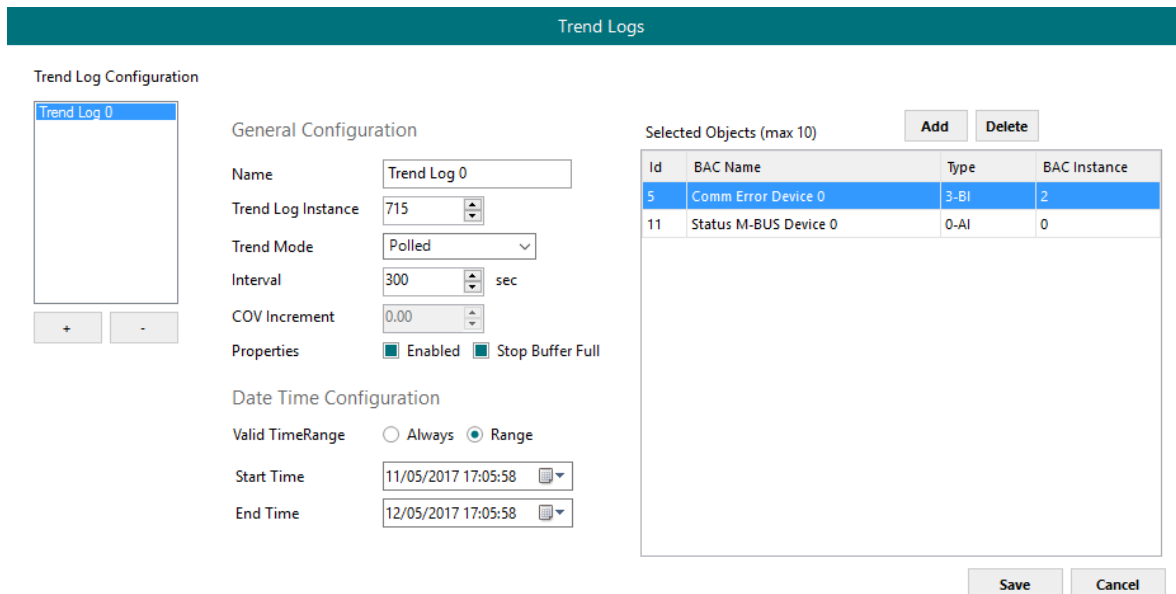 Trend Logs
Trend Log Configuration
Trend Log 0
+ -
General Configuration
Name Trend Log 0
Trend Log Instance 715
Trend Mode Polled
Interval 300 sec
COV Increment 0.00
Properties Enabled Stop Buffer Full
Date Time Configuration
Valid TimeRange Always Range
Start Time 11/05/2017 17:05:58
End Time 12/05/2017 17:05:58
Selected Objects (max 10) Add Delete
Id BAC Name Type BAC Instance
5 Comm Error Device 0 3-BI 2
11 Status M-BUS Device 0 0-AI 0
Save Cancel